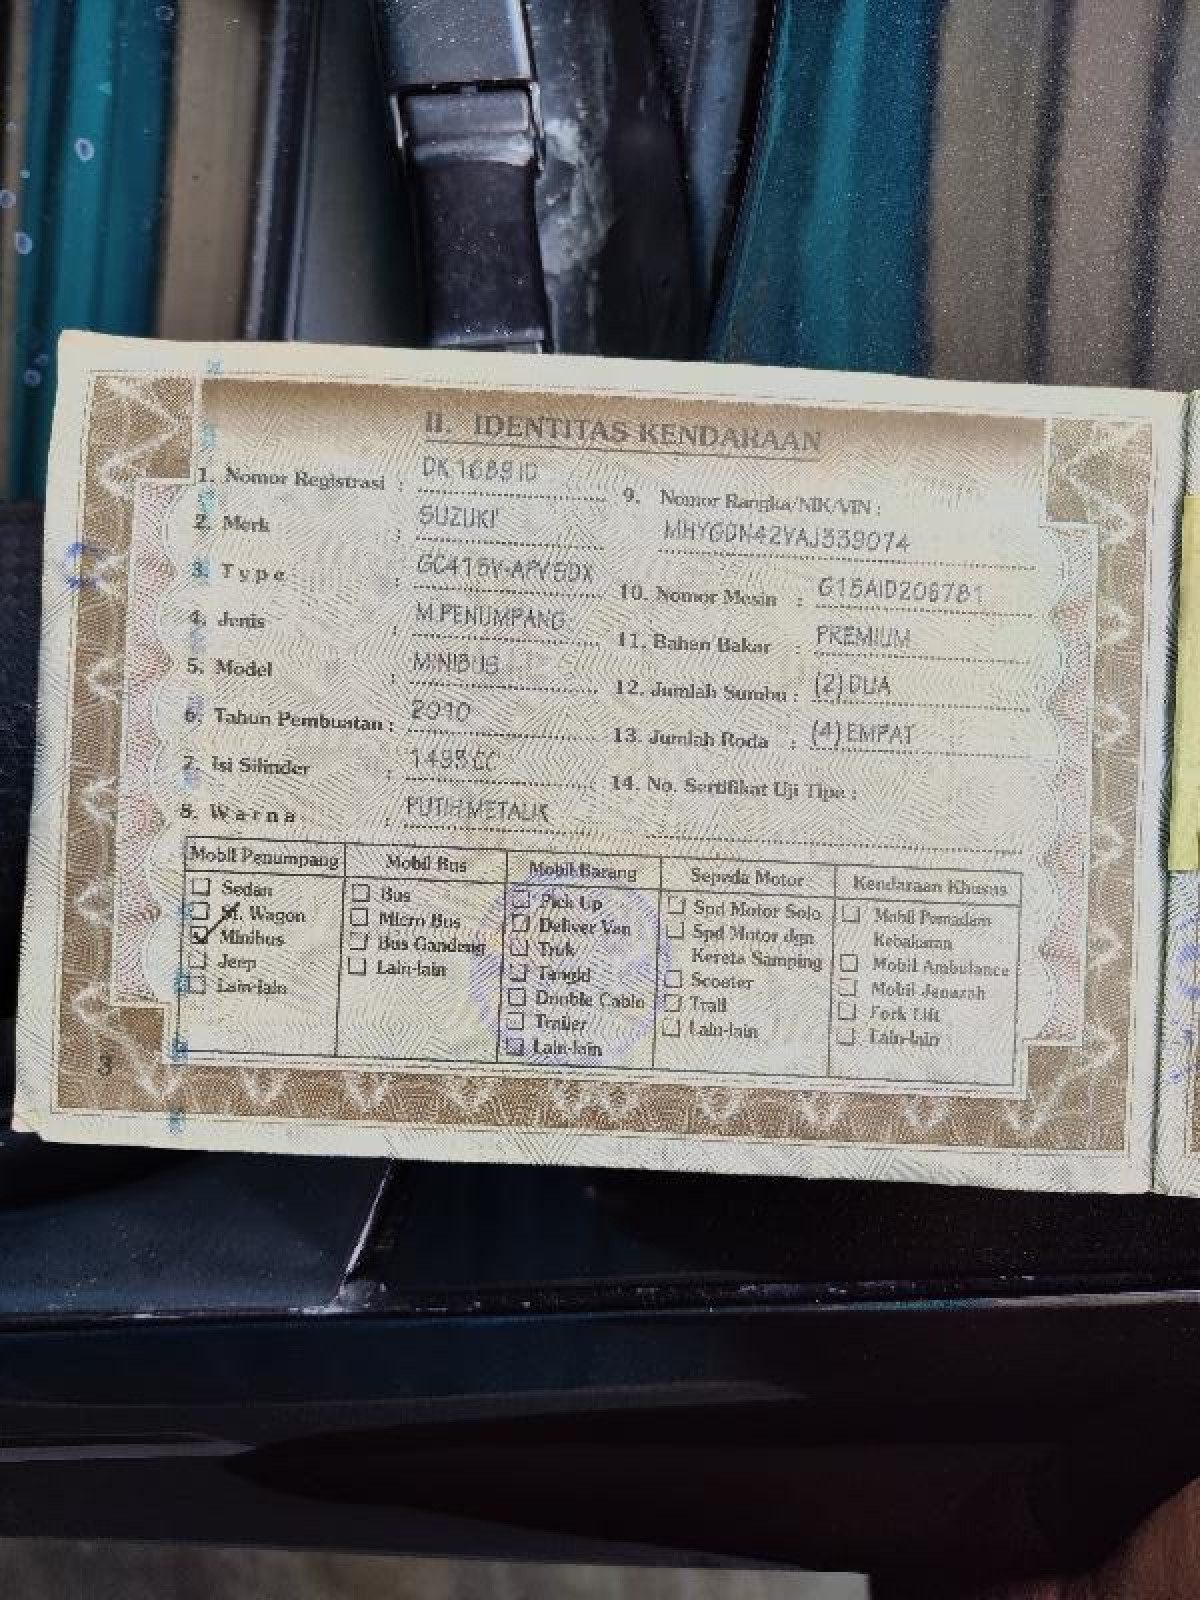 II. IDENTITAS KENDARAAN
1. Nomor Registrasi : DK 1689 ID
2. Merk : SUZUKI
3. Type : GC415V-APV SDX
4. Jenis : M.PENUMPANG
5. Model : MINIBUS
6. Tahun Pembuatan : 2010
7. Isi Silinder : 1493 CC
8. Warna : PUTIH METALIK
9. Nomor Rangka/NIK/VIN :
MHYGDN42VAJ339074
10. Nomor Mesin : G15AID206781
11. Bahan Bakar : PREMIUM
12. Jumlah Sumbu : (2) DUA
13. Jumlah Roda : (4) EMPAT
14. No. Sertifikat Uji Tipe :
Mobil Penumpang
Sedan
St. Wagon
Minibus
Jeep
Lain-lain
Mobil Bus
Bus
Micro Bus
Bus Gandeng
Lain-lain
Mobil Barang
Pick Up
Deliver Van
Truk
Tangki
Double Cabin
Trailer
Lain-lain
Sepeda Motor
Spd Motor Solo
Spd Motor dgn
Kereta Samping
Scooter
Trail
Lain-lain
Kendaraan Khusus
Mobil Pemadam
Kebakaran
Mobil Ambulance
Mobil Jenazah
Fork Lift
Lain-lain
3